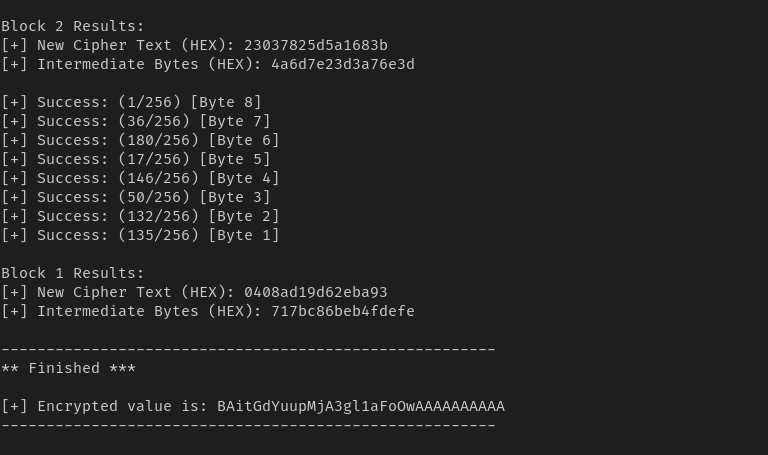 Block 2 Results:
[+] New Cipher Text (HEX): 23037825d5a1683b
[+] Intermediate Bytes (HEX): 4a6d7e23d3a76e3d
[+] Success: (1/256) [Byte 8]
[+] Success: (36/256) [Byte 7]
[+] Success: (180/256) [Byte 6]
[+] Success: (17/256) [Byte 5]
[+] Success: (146/256) [Byte 4]
[+] Success: (50/256) [Byte 3]
[+] Success: (132/256) [Byte 2]
[+] Success: (135/256) [Byte 1]
Block 1 Results:
[+] New Cipher Text (HEX): 0408ad19d62eba93
[+] Intermediate Bytes (HEX): 717bc86beb4fdefe
-------------------------------------------------------
** Finished ***
[+] Encrypted value is: BAitGdYuupMjA3gl1aFoOwAAAAAAAAAA
-------------------------------------------------------